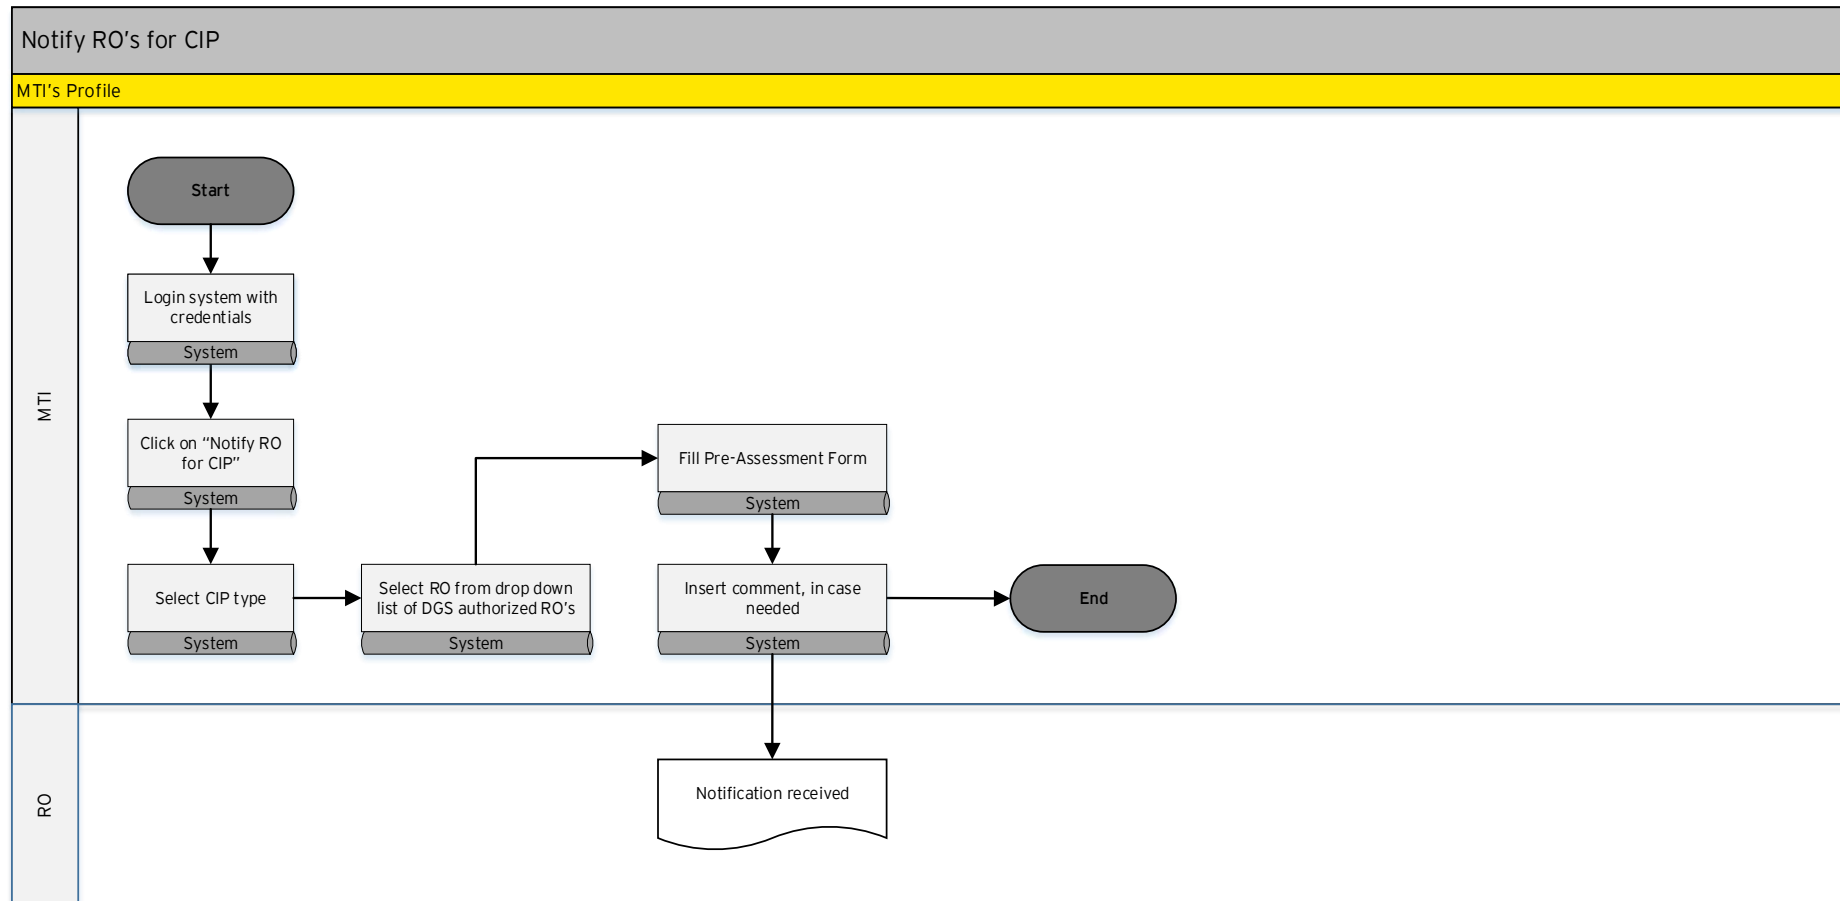 Notify RO's for CIP
MTI's Profile
MTI
Start
Login system with
credentials
System
Click on “Notify RO
for CIP”
System
Select CIP type
System
Select RO from drop down
list of DGS authorized RO's
System
Fill Pre-Assessment Form
System
Insert comment, in case
needed
System
End
RO
Notification received